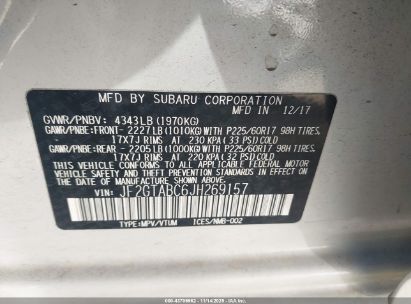 MFD BY SUBARU CORPORATION 12/17
GVWR/PNBV: 4343LB (1970KG)
GAWR/PNBE:FRONT- 2227LB(1010KG)WITH P225/60R17 98H TIRES,
17X7J RIMS AT 230 KPA(33 PSI)COLD
GAWR/PNBE:REAR -2205LB(1000KG)WITH P225/60R17 98H TIRES,
17X7J RIMS AT 220 KPA(32 PSI)COLD
THIS VEHICLE CONFORMS TO ALL APPLICABLE FEDERAL MOTOR
VEHICLE SAFETY, BUMPER, AND THEFT PREVENTION STANDARDS
IN EFFECT ON THE DATE OF MANUFACTURE SHOWN ABOVE.
VIN: JF2GTABC6JH269157
TYPE:MPV/VTUM ICES/NMB-002
11/14/2025